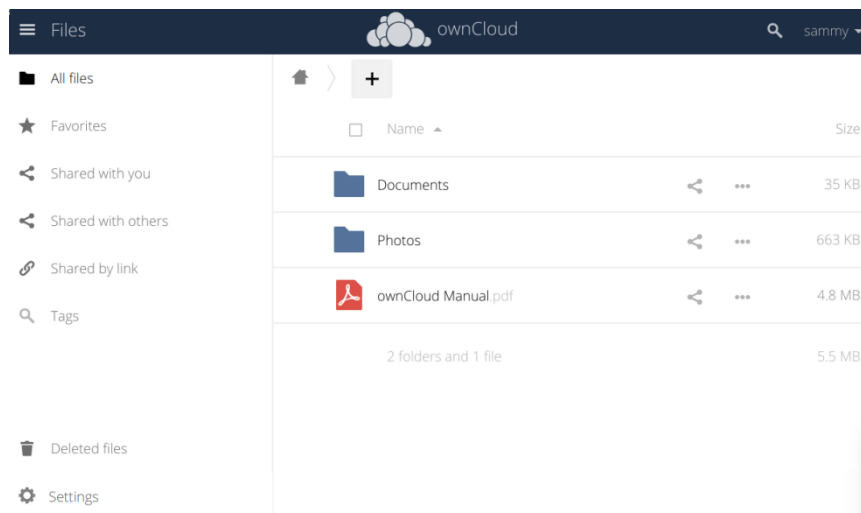 Files
ownCloud
sammy
All files
Favorites
Shared with you
Shared with others
Shared by link
Tags
Deleted files
Settings
+
Name
Size
Documents
35 KB
Photos
663 KB
ownCloud Manual.pdf
4.8 MB
2 folders and 1 file
5.5 MB